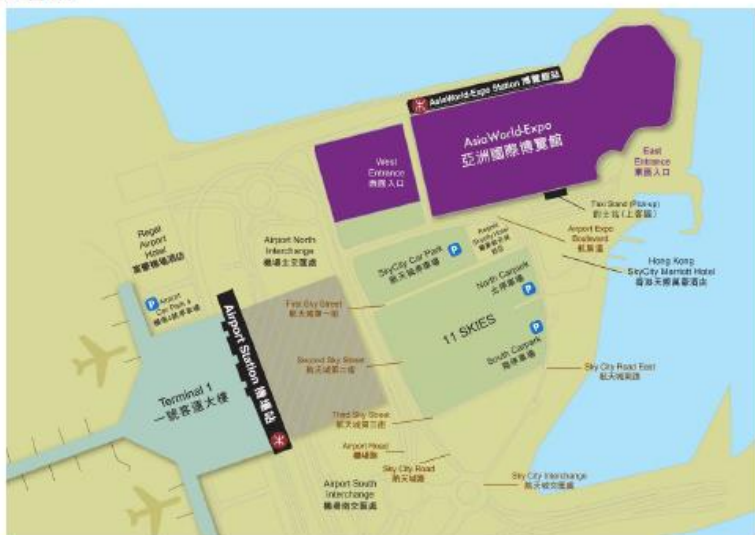 AsiaWorld-Expo Station 博覽館站
AsiaWorld-Expo
亞洲國際博覽館
West
Entrance
西面入口
East
Entrance
東面入口
Taxi Stand (Pick-up)
的士站 (上客區)
Regal
Airport
Hotel
富豪機場酒店
Airport North
Interchange
機場北交匯處
Airport Expo
Boulevard
航展道
Hong Kong
SkyCity Marriott Hotel
香港天際萬豪酒店
SkyCity Car Park
航天城停車場
P
North Carpark
北停車場
P
Airport
Car Park 4
P
First Sky Street
航天城第一街
11 SKIES
South Carpark
南停車場
P
Airport Station 機場站
Second Sky Street
航天城第二街
Sky City Road East
航天城東路
Terminal 1
一號客運大樓
Third Sky Street
航天城第三街
Airport Road
機場路
Sky City Road
航天城路
Sky City Interchange
航天城交匯處
Airport South
Interchange
機場南交匯處